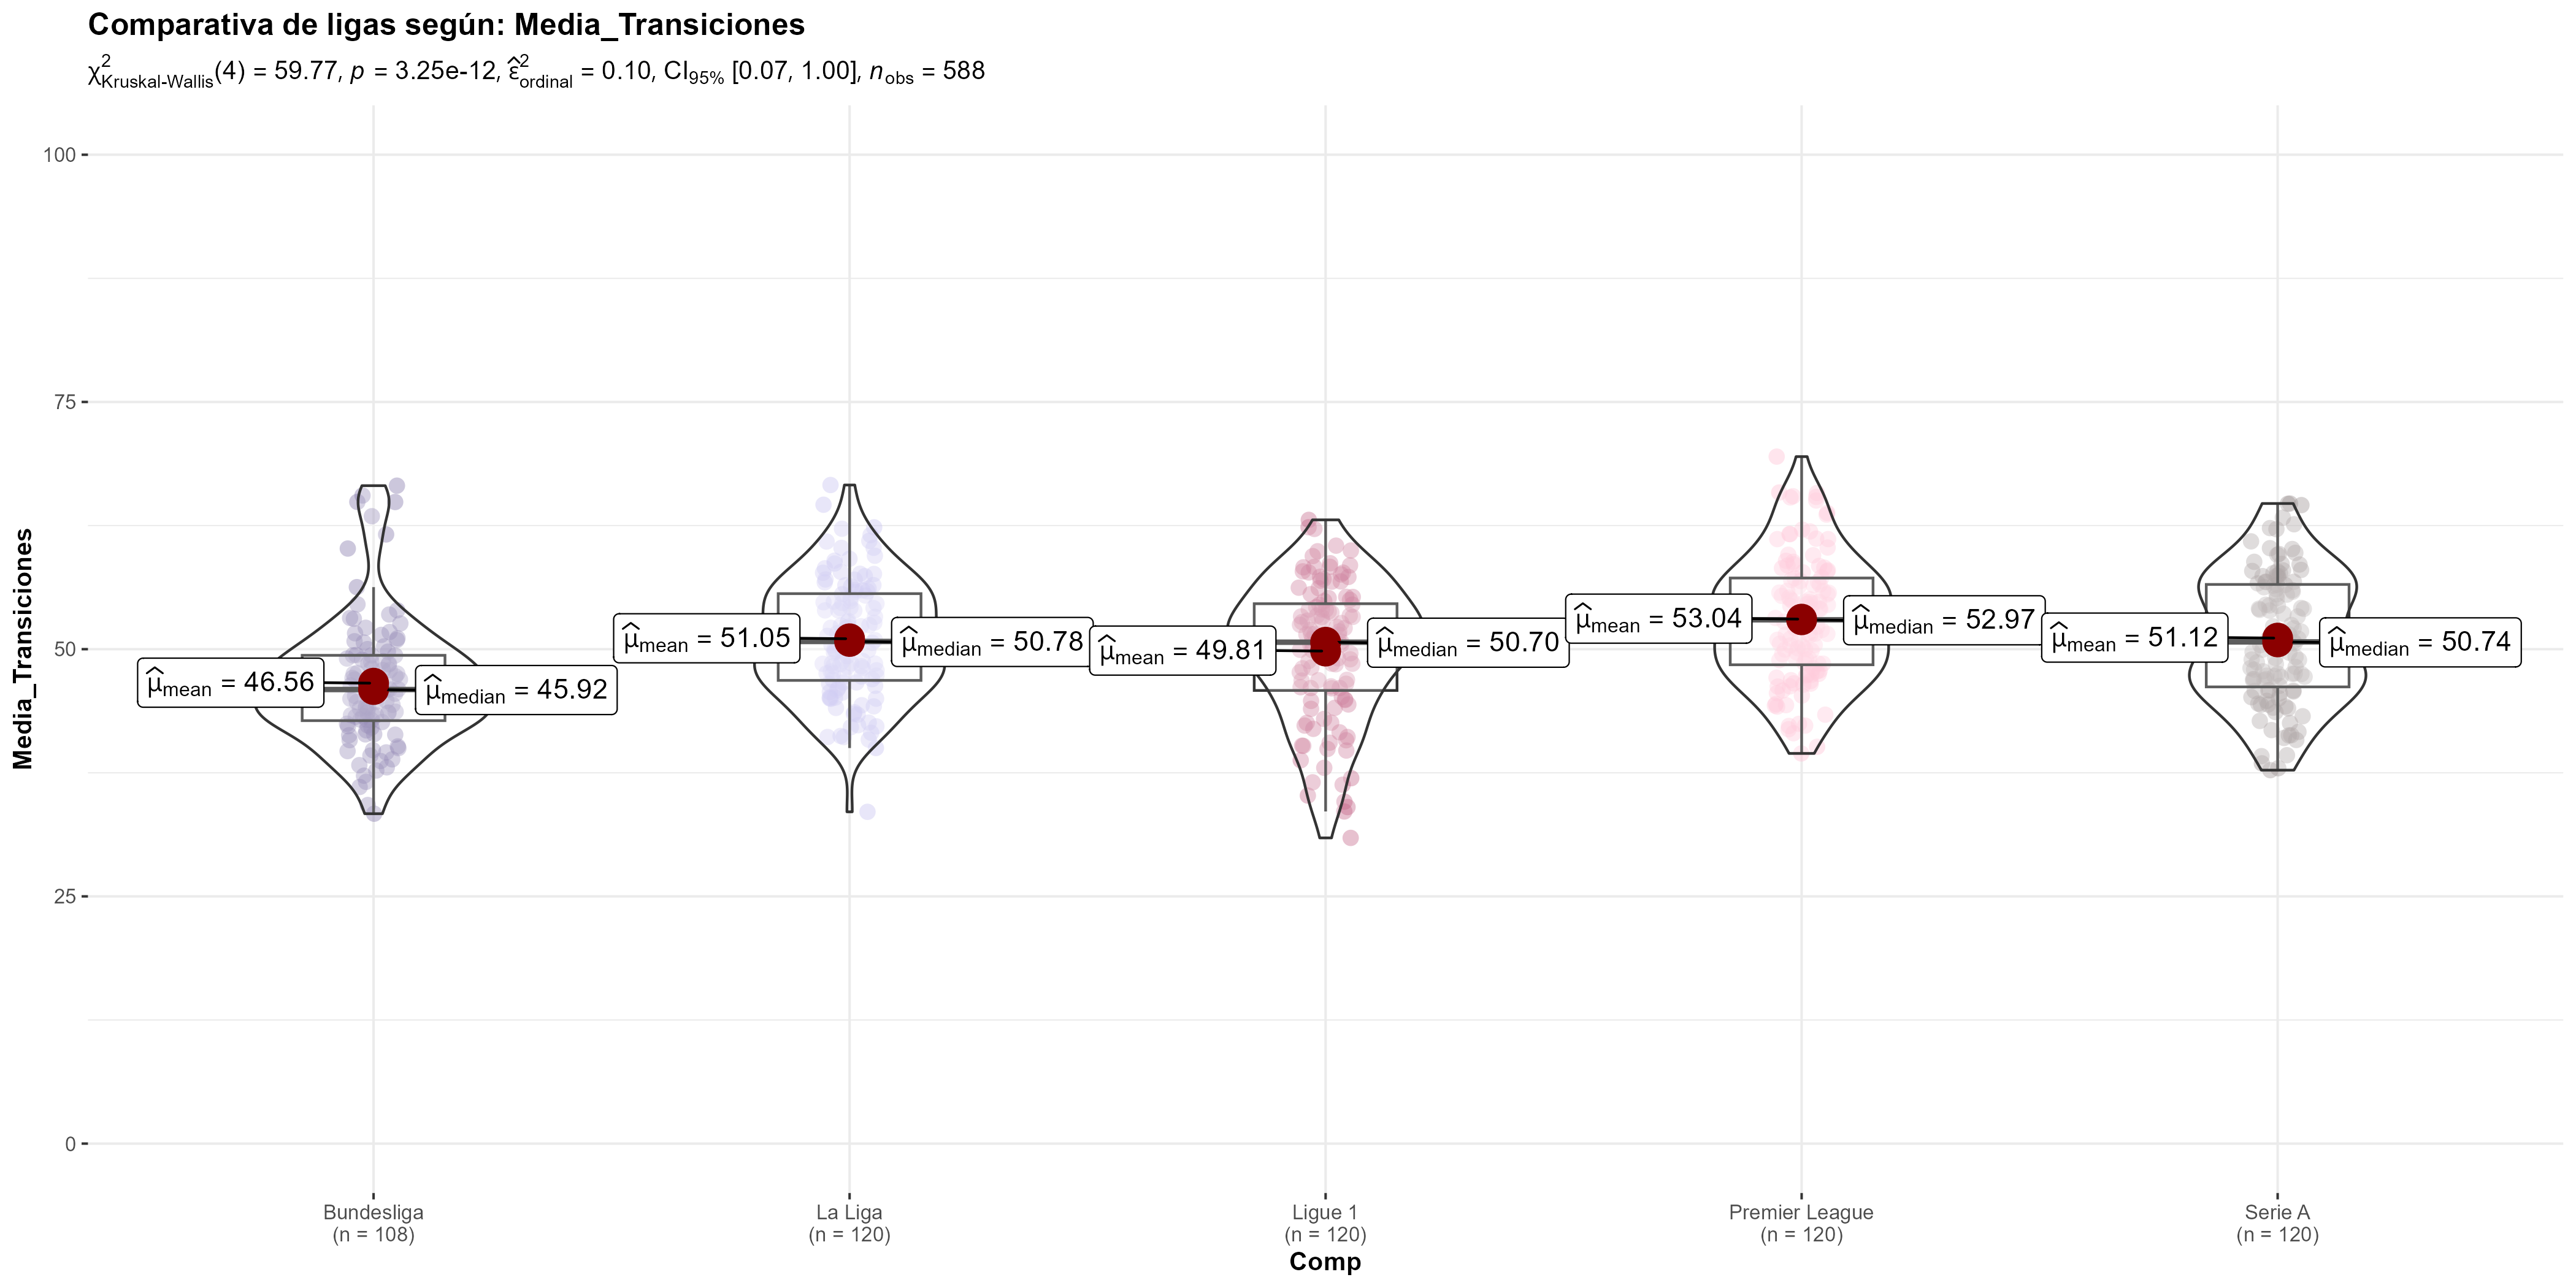 Comparativa de ligas según: Media_Transiciones
χ²Kruskal-Wallis(4) = 59.77, p = 3.25e-12, ε̂²ordinal = 0.10, CI95% [0.07, 1.00], nobs = 588
Media_Transiciones
100
75
50
25
0
μ̂mean = 46.56
μ̂median = 45.92
μ̂mean = 51.05
μ̂median = 50.78
μ̂mean = 49.81
μ̂median = 50.70
μ̂mean = 53.04
μ̂median = 52.97
μ̂mean = 51.12
μ̂median = 50.74
Bundesliga
(n = 108)
La Liga
(n = 120)
Ligue 1
(n = 120)
Premier League
(n = 120)
Serie A
(n = 120)
Comp